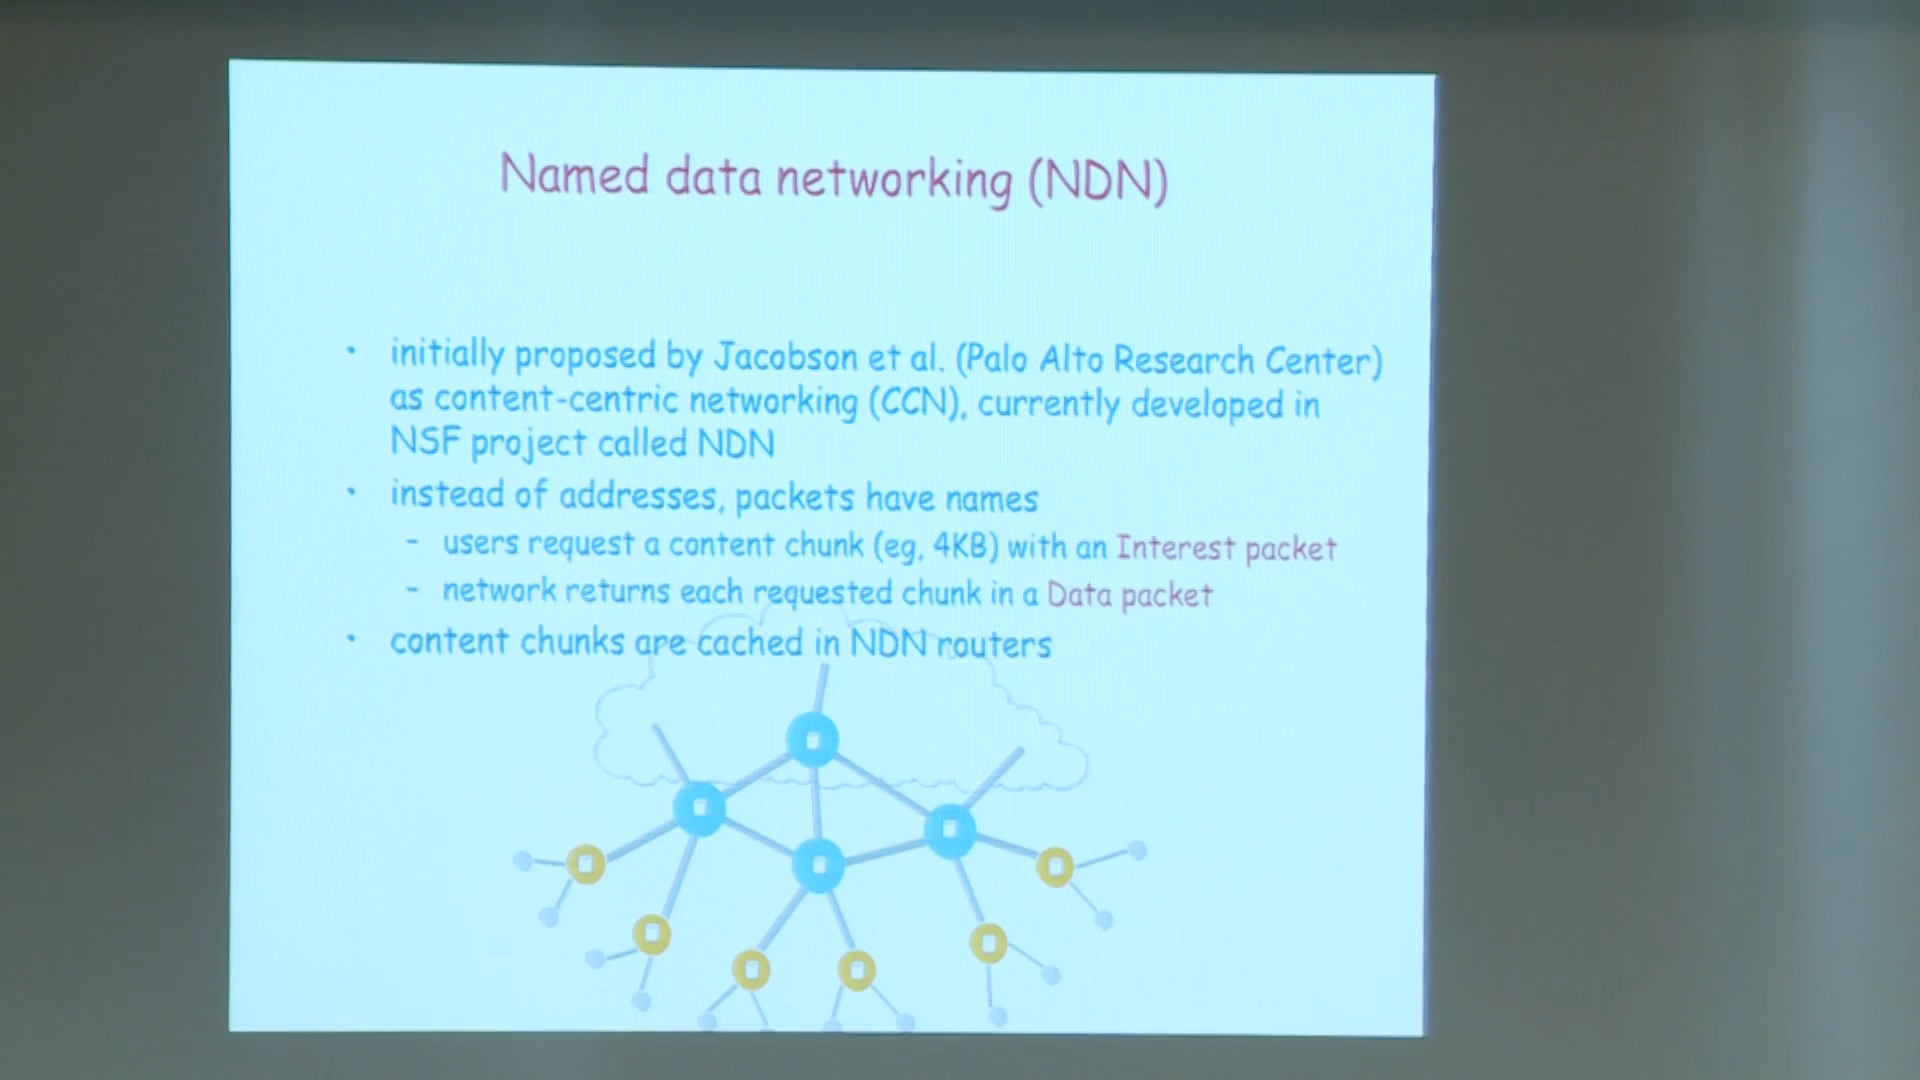 Named data networking (NDN)
• initially proposed by Jacobson et al. (Palo Alto Research Center)
as content-centric networking (CCN), currently developed in
NSF project called NDN
• instead of addresses, packets have names
- users request a content chunk (eg, 4KB) with an Interest packet
- network returns each requested chunk in a Data packet
• content chunks are cached in NDN routers